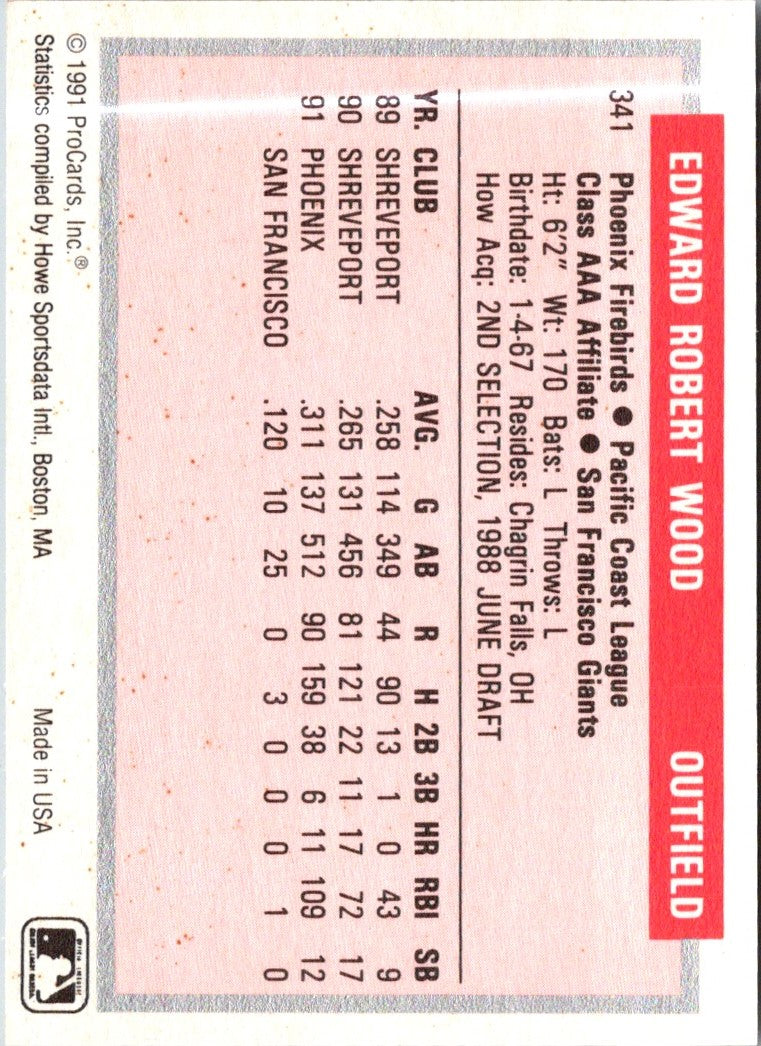 EDWARD ROBERT WOOD OUTFIELD
341 Phoenix Firebirds ● Pacific Coast League
Class AAA Affiliate ● San Francisco Giants
Ht: 6'2" Wt: 170 Bats: L Throws: L
Birthdate: 1-4-67 Resides: Chagrin Falls, OH
How Acq: 2ND SELECTION, 1988 JUNE DRAFT
YR. CLUB AVG. G AB R H 2B 3B HR RBI SB
89 SHREVEPORT .258 114 349 44 90 13 1 0 43 9
90 SHREVEPORT .265 131 456 81 121 22 11 17 72 17
91 PHOENIX .311 137 512 90 159 38 6 11 109 12
SAN FRANCISCO .120 10 25 0 3 0 0 0 1 0
© 1991 ProCards, Inc.®
Statistics compiled by Howe Sportsdata Intl., Boston, MA Made in USA